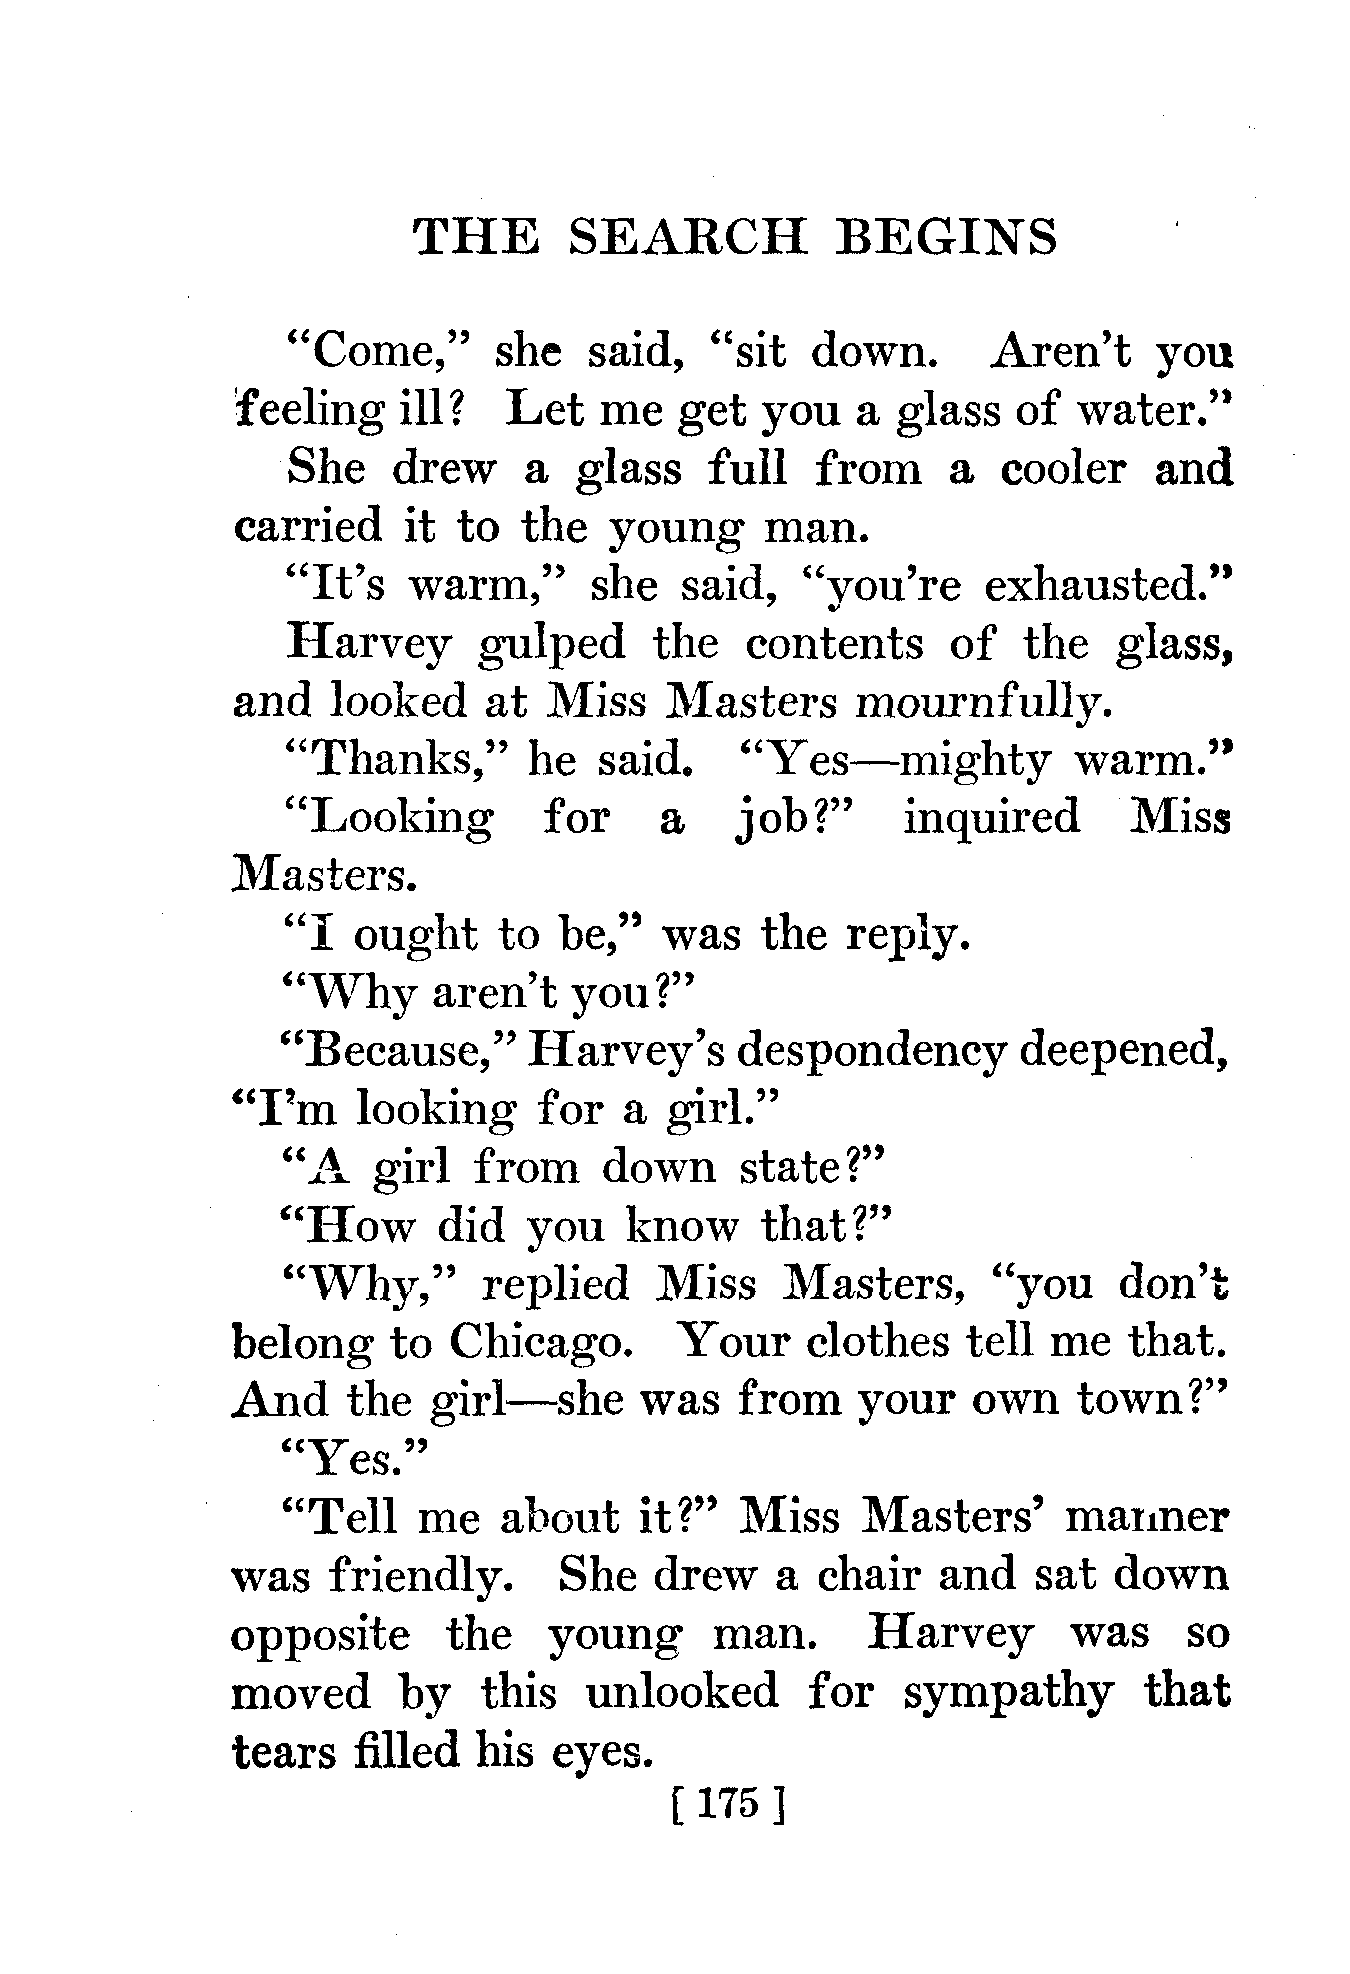 THE SEARCH BEGINS
“Come,” she said, “sit down. Aren’t you
feeling ill? Let me get you a glass of water.”
She drew a glass full from a cooler and
carried it to the young man.
“It’s warm,” she said, “you’re exhausted.”
Harvey gulped the contents of the glass,
and looked at Miss Masters mournfully.
“Thanks,” he said. “Yes—mighty warm.”
“Looking for a job?” inquired Miss
Masters.
“I ought to be,” was the reply.
“Why aren’t you?”
“Because,” Harvey’s despondency deepened,
“I’m looking for a girl.”
“A girl from down state?”
“How did you know that?”
“Why,” replied Miss Masters, “you don’t
belong to Chicago. Your clothes tell me that.
And the girl—she was from your own town?”
“Yes.”
“Tell me about it?” Miss Masters’ manner
was friendly. She drew a chair and sat down
opposite the young man. Harvey was so
moved by this unlooked for sympathy that
tears filled his eyes.
[ 175 ]